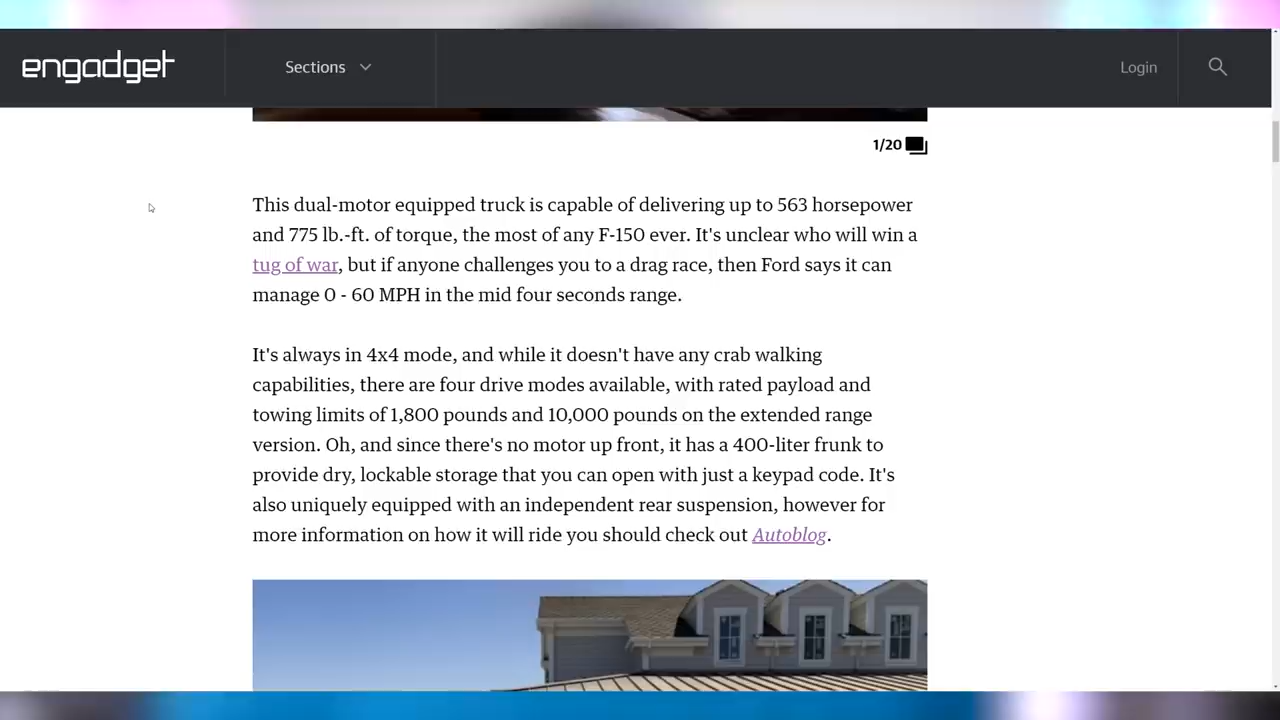 engadget
Sections
Login
1/20
This dual-motor equipped truck is capable of delivering up to 563 horsepower
and 775 lb.-ft. of torque, the most of any F-150 ever. It's unclear who will win a
tug of war, but if anyone challenges you to a drag race, then Ford says it can
manage 0 - 60 MPH in the mid four seconds range.
It's always in 4x4 mode, and while it doesn't have any crab walking
capabilities, there are four drive modes available, with rated payload and
towing limits of 1,800 pounds and 10,000 pounds on the extended range
version. Oh, and since there's no motor up front, it has a 400-liter frunk to
provide dry, lockable storage that you can open with just a keypad code. It's
also uniquely equipped with an independent rear suspension, however for
more information on how it will ride you should check out Autoblog.